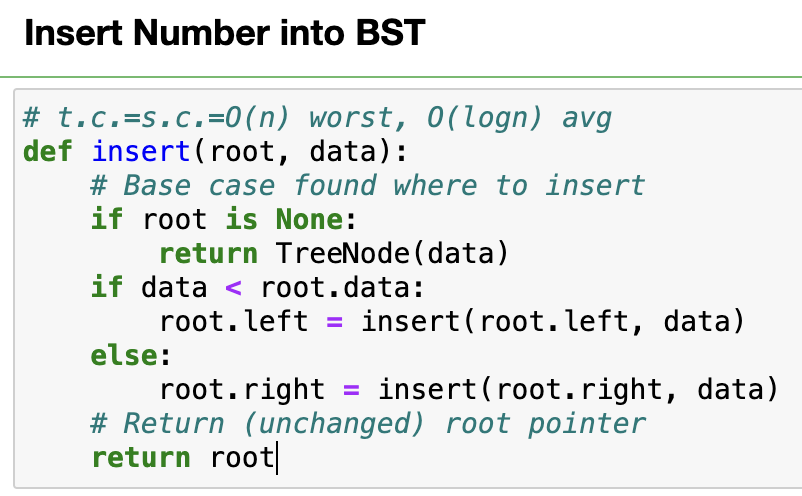 Insert Number into BST
# t.c.=s.c.=O(n) worst, O(logn) avg
def insert(root, data):
    # Base case found where to insert
    if root is None:
        return TreeNode(data)
    if data < root.data:
        root.left = insert(root.left, data)
    else:
        root.right = insert(root.right, data)
    # Return (unchanged) root pointer
    return root